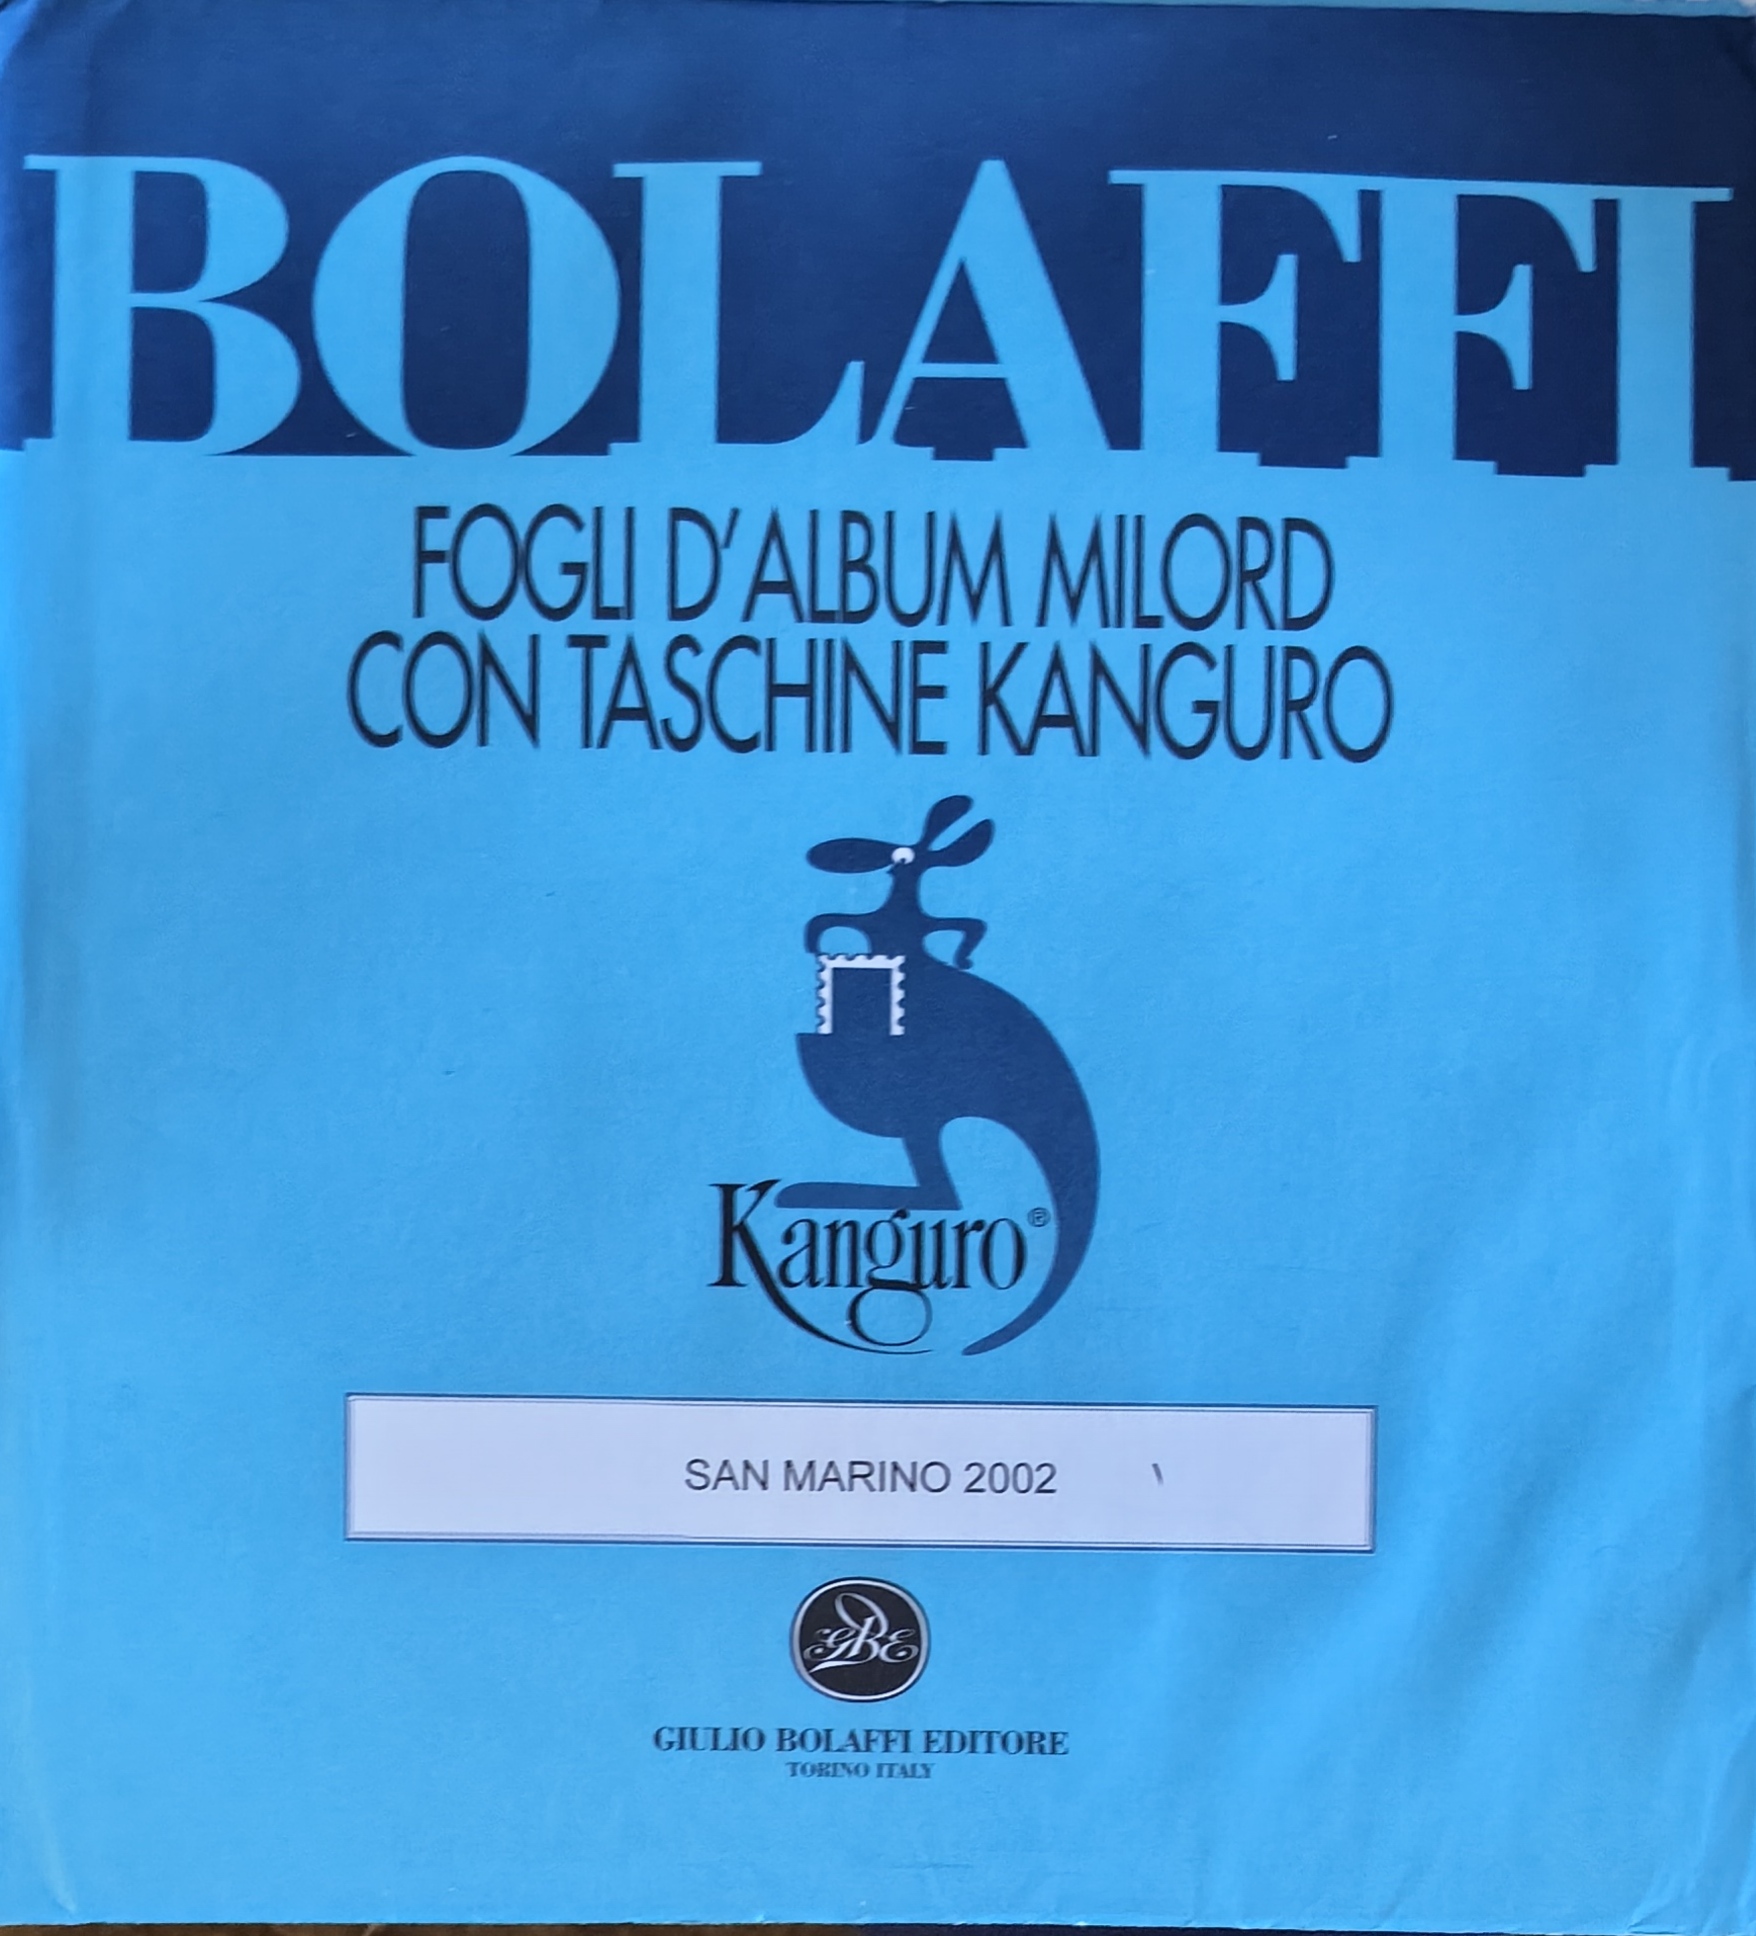 BOLAFFI
FOGLI D'ALBUM MILORD
CON TASCHINE KANGURO
Kanguro®
SAN MARINO 2002
GBE
GIULIO BOLAFFI EDITORE
TORINO ITALY